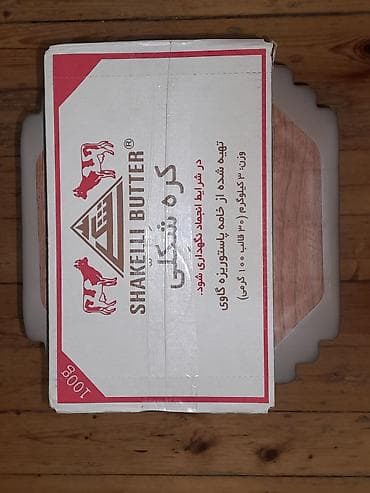 شکلی
SHAKELLI BUTTER®
کره شکلّی
در شرایط انجماد نگهداری شود.
تهیه شده از خامه پاستوریزه گاوی
وزن: ۳ کیلوگرم (۳۰ قالب ۱۰۰ گرمی)
100g